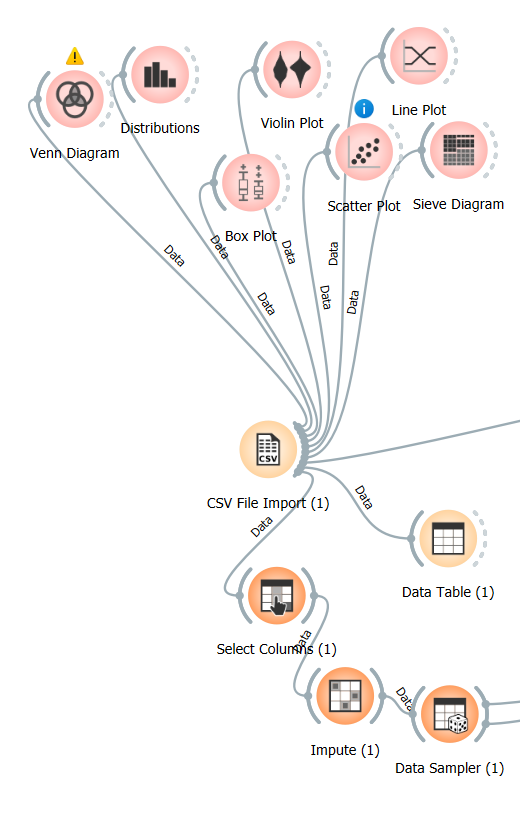 Line Plot
Distributions
Violin Plot
Venn Diagram
Scatter Plot
Sieve Diagram
Box Plot
Data
Data
Data
Data
Data
Data
Data
CSV
CSV File Import (1)
Data
Data
Data Table (1)
Select Columns (1)
Data
Data
Impute (1)
Data Sampler (1)